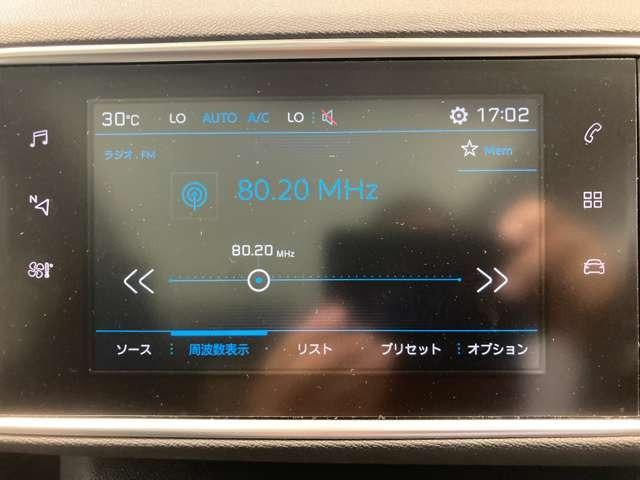 30°C LO AUTO A/C LO 17:02
ラジオ . FM
Mem
80.20 MHz
80.20 MHz
N
ソース 周波数表示 リスト プリセット オプション